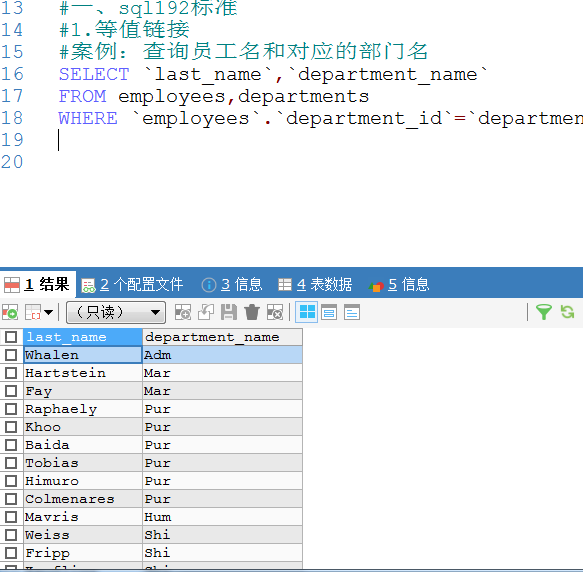 13 #一、sql192标准
14 #1.等值链接
15 #案例：查询员工名和对应的部门名
16 SELECT `last_name`,`department_name`
17 FROM employees,departments
18 WHERE `employees`.`department_id`=`departmen
19
20
1 结果 2 个配置文件 3 信息 4 表数据 5 信息
（只读）
last_name department_name
Whalen Adm
Hartstein Mar
Fay Mar
Raphaely Pur
Khoo Pur
Baida Pur
Tobias Pur
Himuro Pur
Colmenares Pur
Mavris Hum
Weiss Shi
Fripp Shi